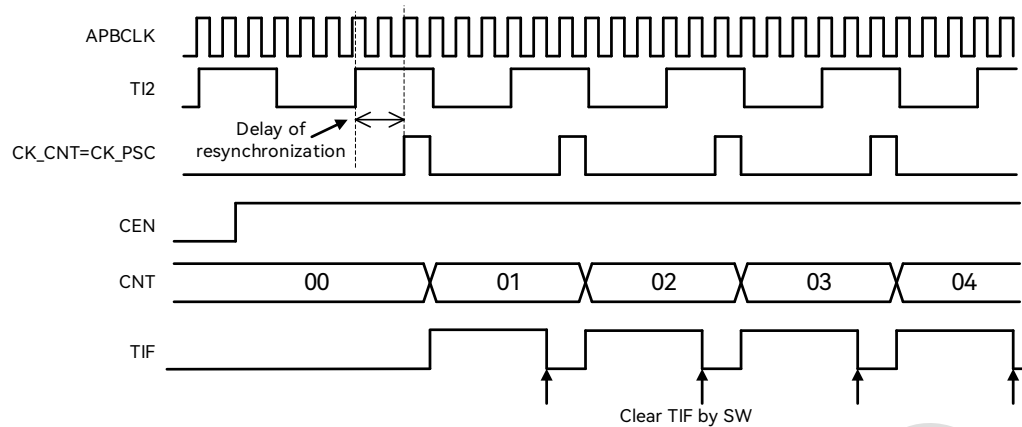 APBCLK
TI2
Delay of
resynchronization
CK_CNT=CK_PSC
CEN
CNT
00
01
02
03
04
TIF
Clear TIF by SW